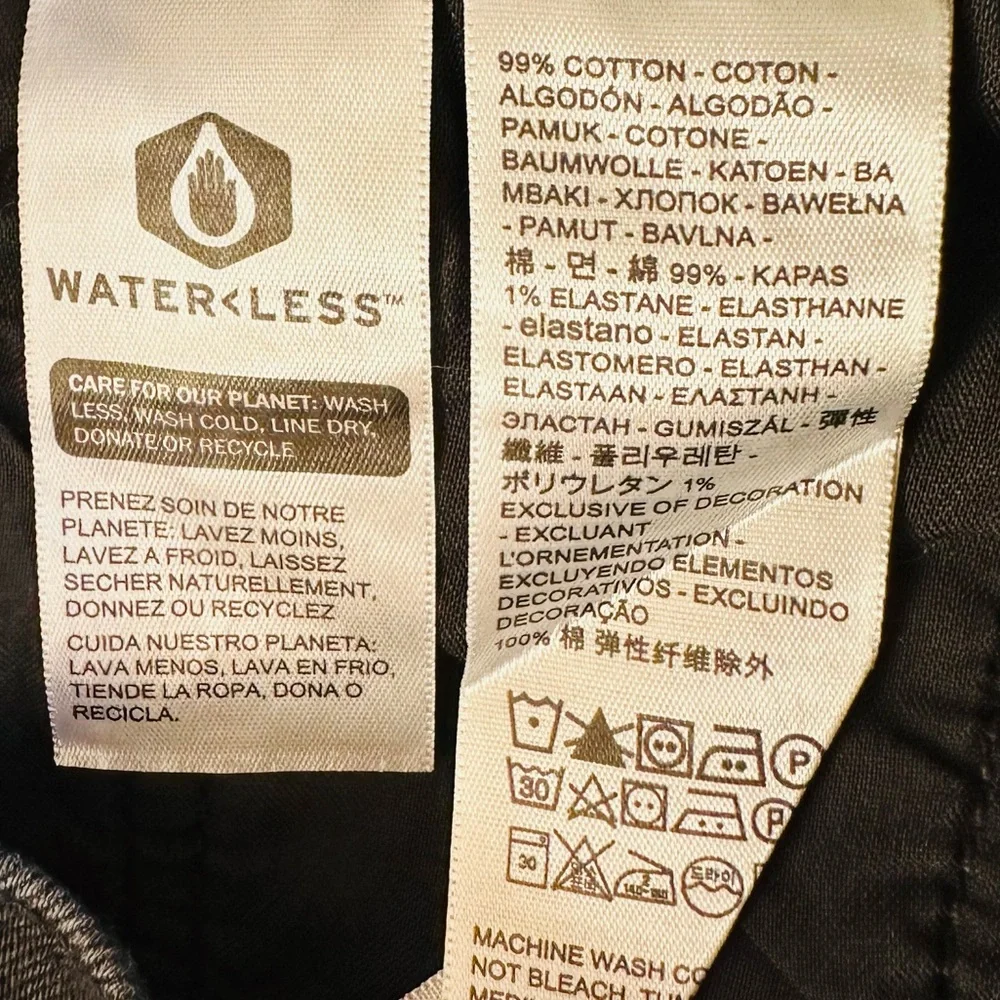 WATER<LESS™
CARE FOR OUR PLANET: WASH
LESS, WASH COLD, LINE DRY,
DONATE OR RECYCLE
PRENEZ SOIN DE NOTRE
PLANETE: LAVEZ MOINS,
LAVEZ A FROID, LAISSEZ
SECHER NATURELLEMENT,
DONNEZ OU RECYCLEZ
CUIDA NUESTRO PLANETA:
LAVA MENOS, LAVA EN FRIO,
TIENDE LA ROPA, DONA O
RECICLA.
99% COTTON - COTON -
ALGODÓN - ALGODÃO -
PAMUK - COTONE -
BAUMWOLLE - KATOEN - BA
MBAKI - ХЛОПОК - BAWEŁNA
- PAMUT - BAVLNA -
棉 - 면 - 綿 99% - KAPAS
1% ELASTANE - ELASTHANNE
- elastano - ELASTAN -
ELASTOMERO - ELASTHAN -
ELASTAAN - ΕΛΑΣΤΑΝΗ -
ЭЛАСТАН - GUMISZÁL - 彈性
纖維 - 폴리우레탄 -
ポリウレタン 1%
EXCLUSIVE OF DECORATION
- EXCLUANT
L'ORNEMENTATION -
EXCLUYENDO ELEMENTOS
DECORATIVOS - EXCLUINDO
DECORAÇÃO
100% 棉 弹性纤维除外
P
30 P
30 드라이
MACHINE WASH
NOT BLEACH,